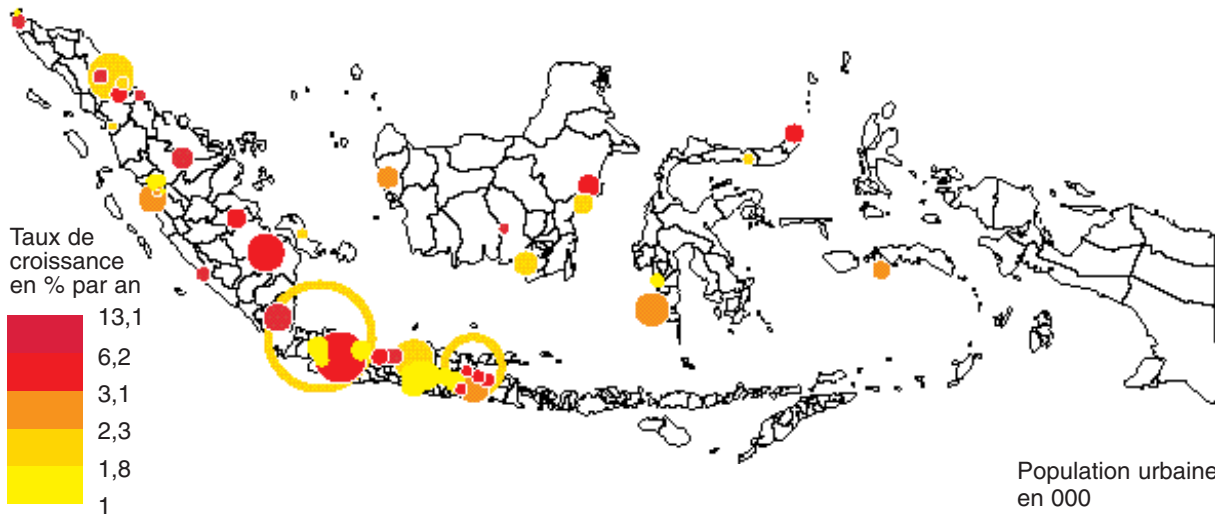 Taux de
croissance
en % par an
13,1
6,2
3,1
2,3
1,8
1
Population urbaine
en 000